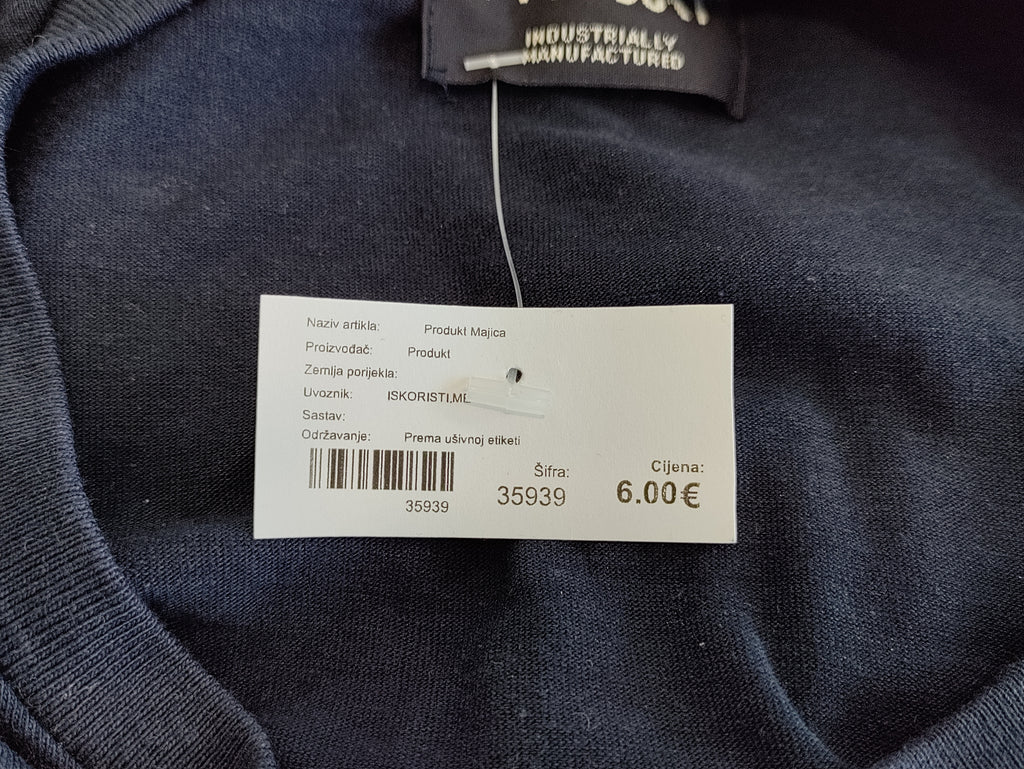 INDUSTRIALLY
MANUFACTURED
Naziv artikla: Produkt Majica
Proizvođač: Produkt
Zemlja porijekla:
Uvoznik: ISKORISTI.ME
Sastav:
Održavanje: Prema ušivnoj etiketi
35939
Šifra:
35939
Cijena:
6.00€